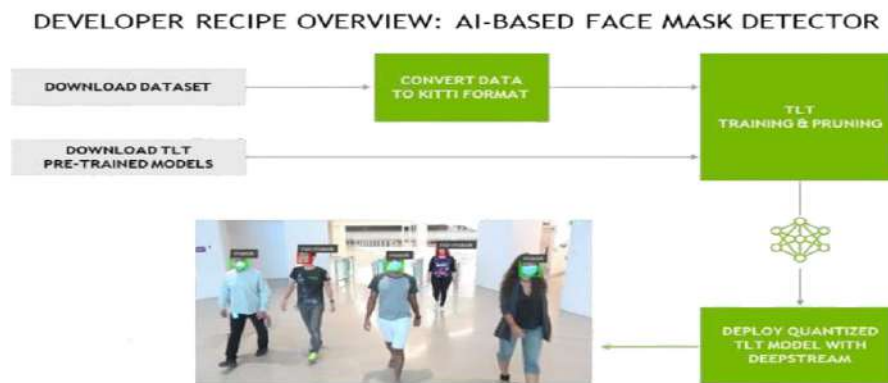 DEVELOPER RECIPE OVERVIEW: AI-BASED FACE MASK DETECTOR
DOWNLOAD DATASET
CONVERT DATA
TO KITTI FORMAT
TLT
TRAINING & PRUNING
DOWNLOAD TLT
PRE-TRAINED MODELS
DEPLOY QUANTIZED
TLT MODEL WITH
DEEPSTREAM